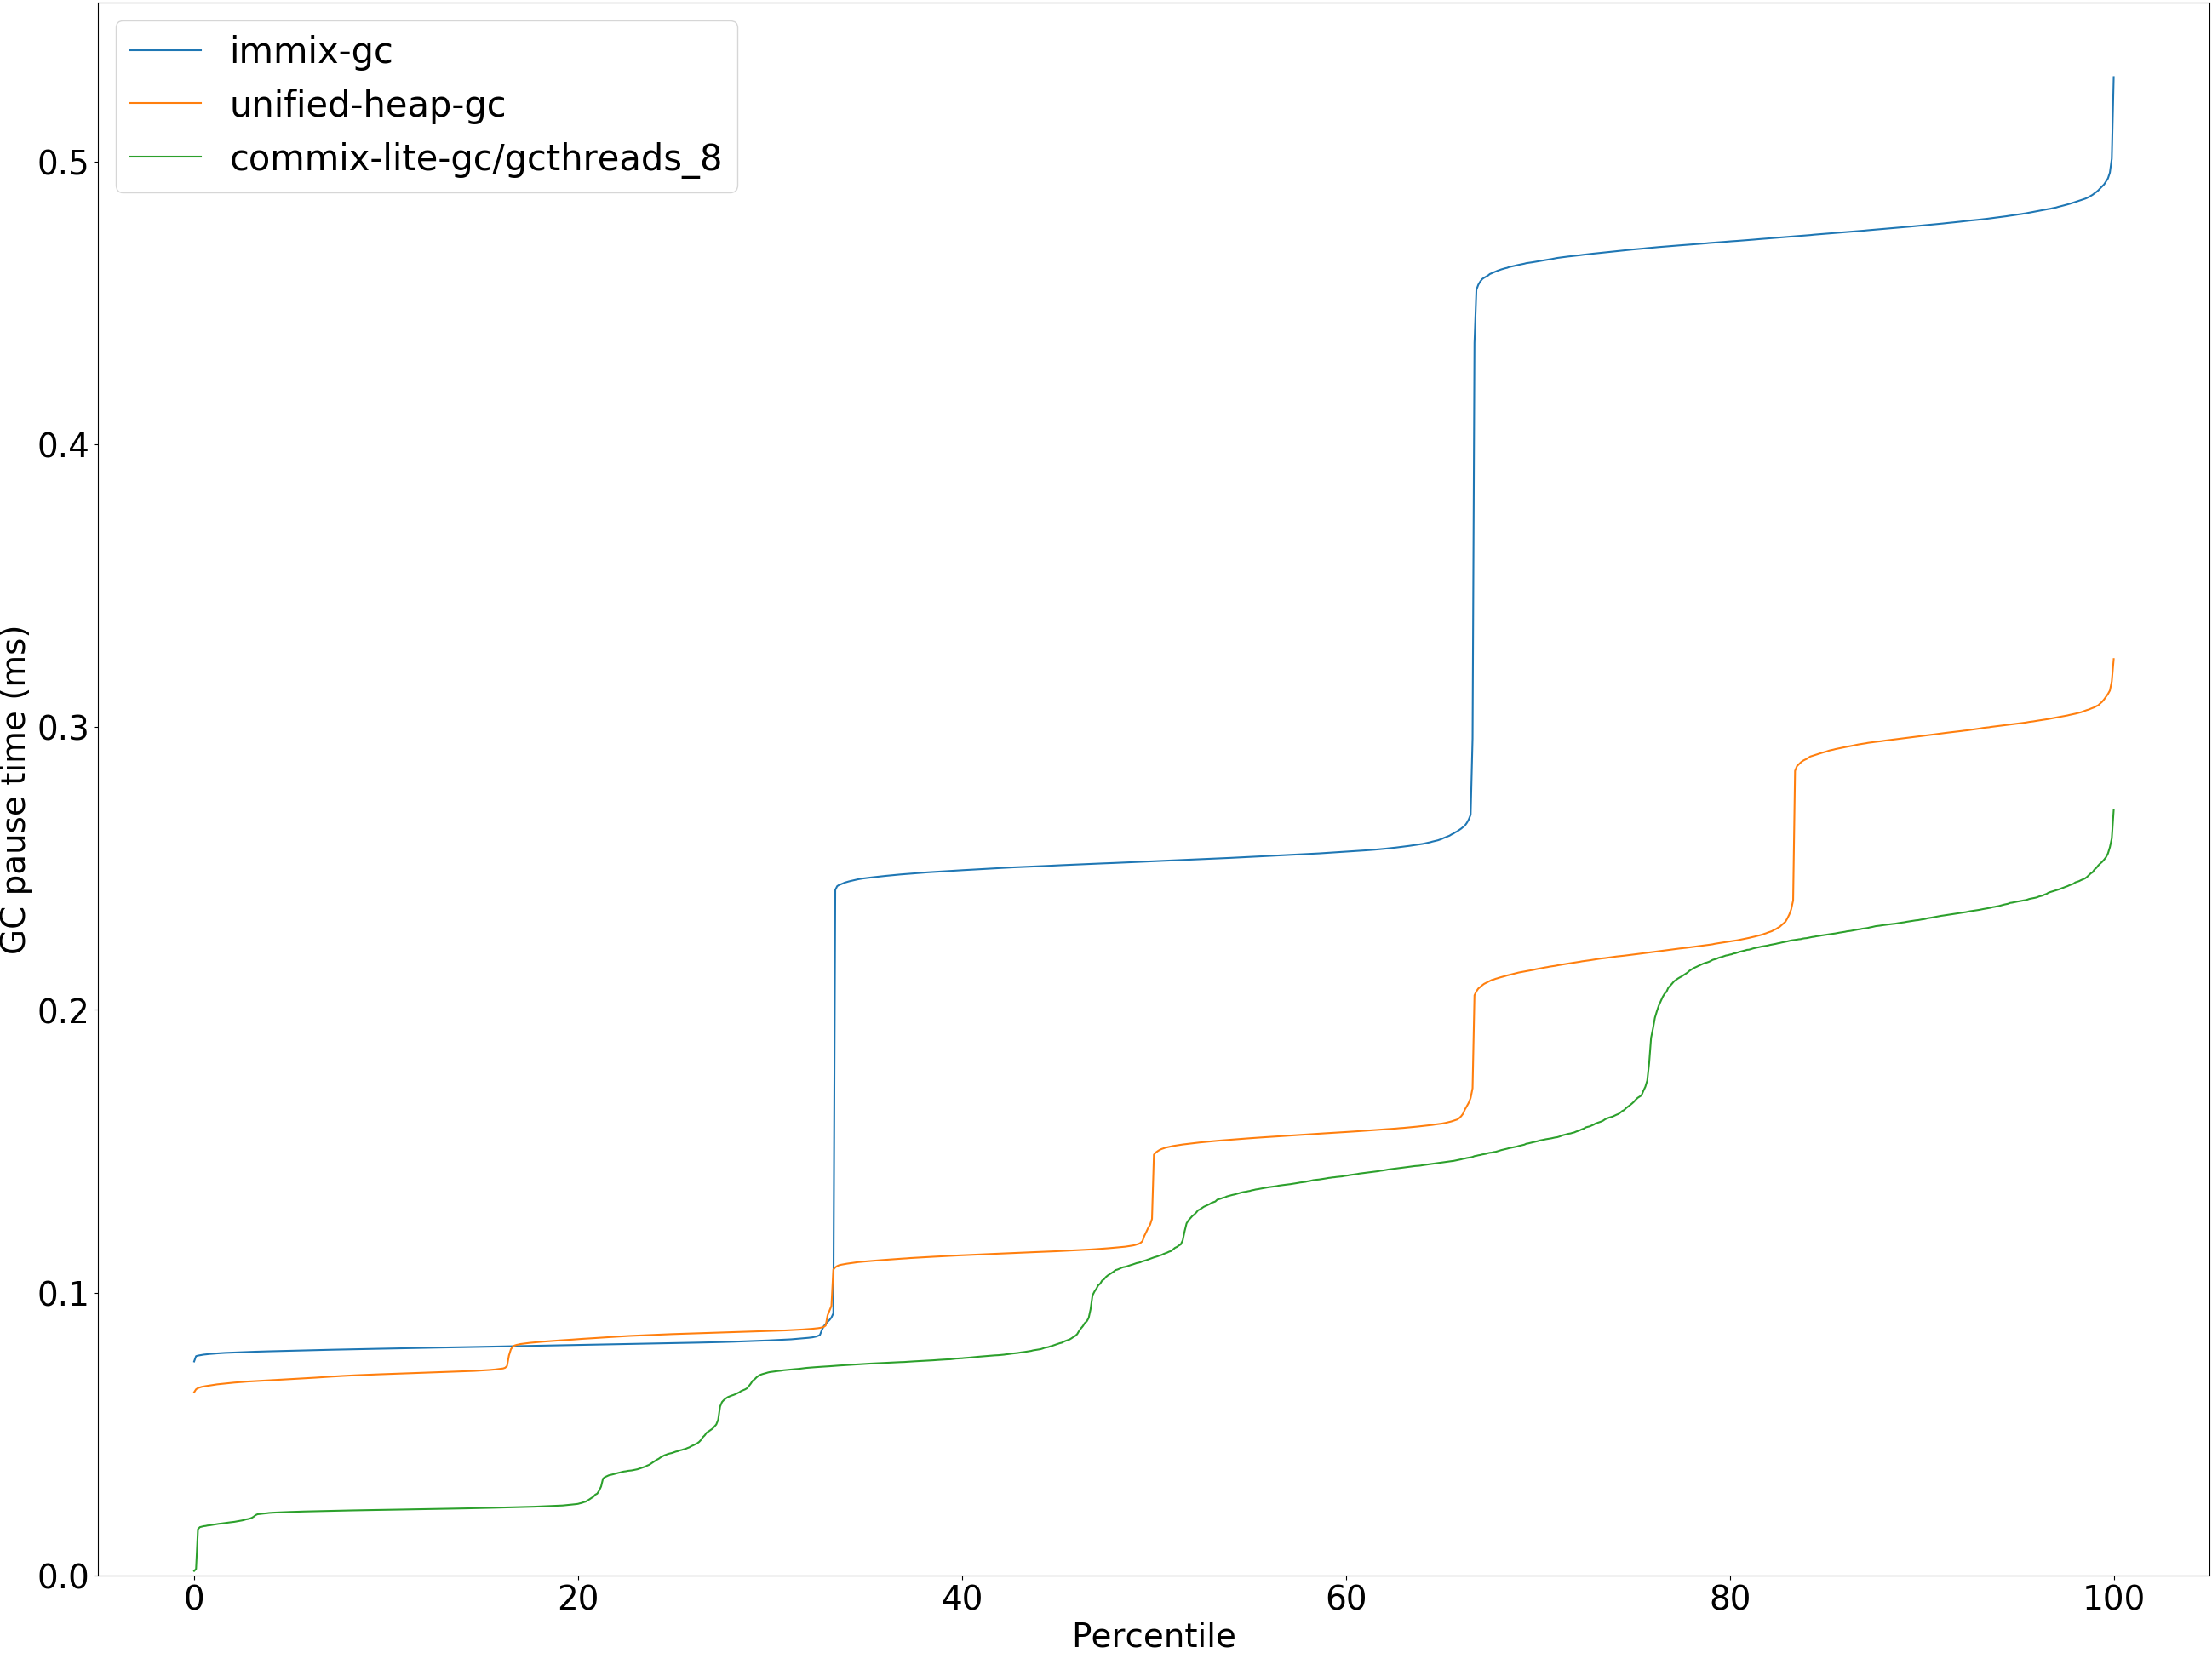 immix-gc
unified-heap-gc
commix-lite-gc/gcthreads_8
GC pause time (ms)
0.5
0.4
0.3
0.2
0.1
0.0
0 20 40 60 80 100
Percentile